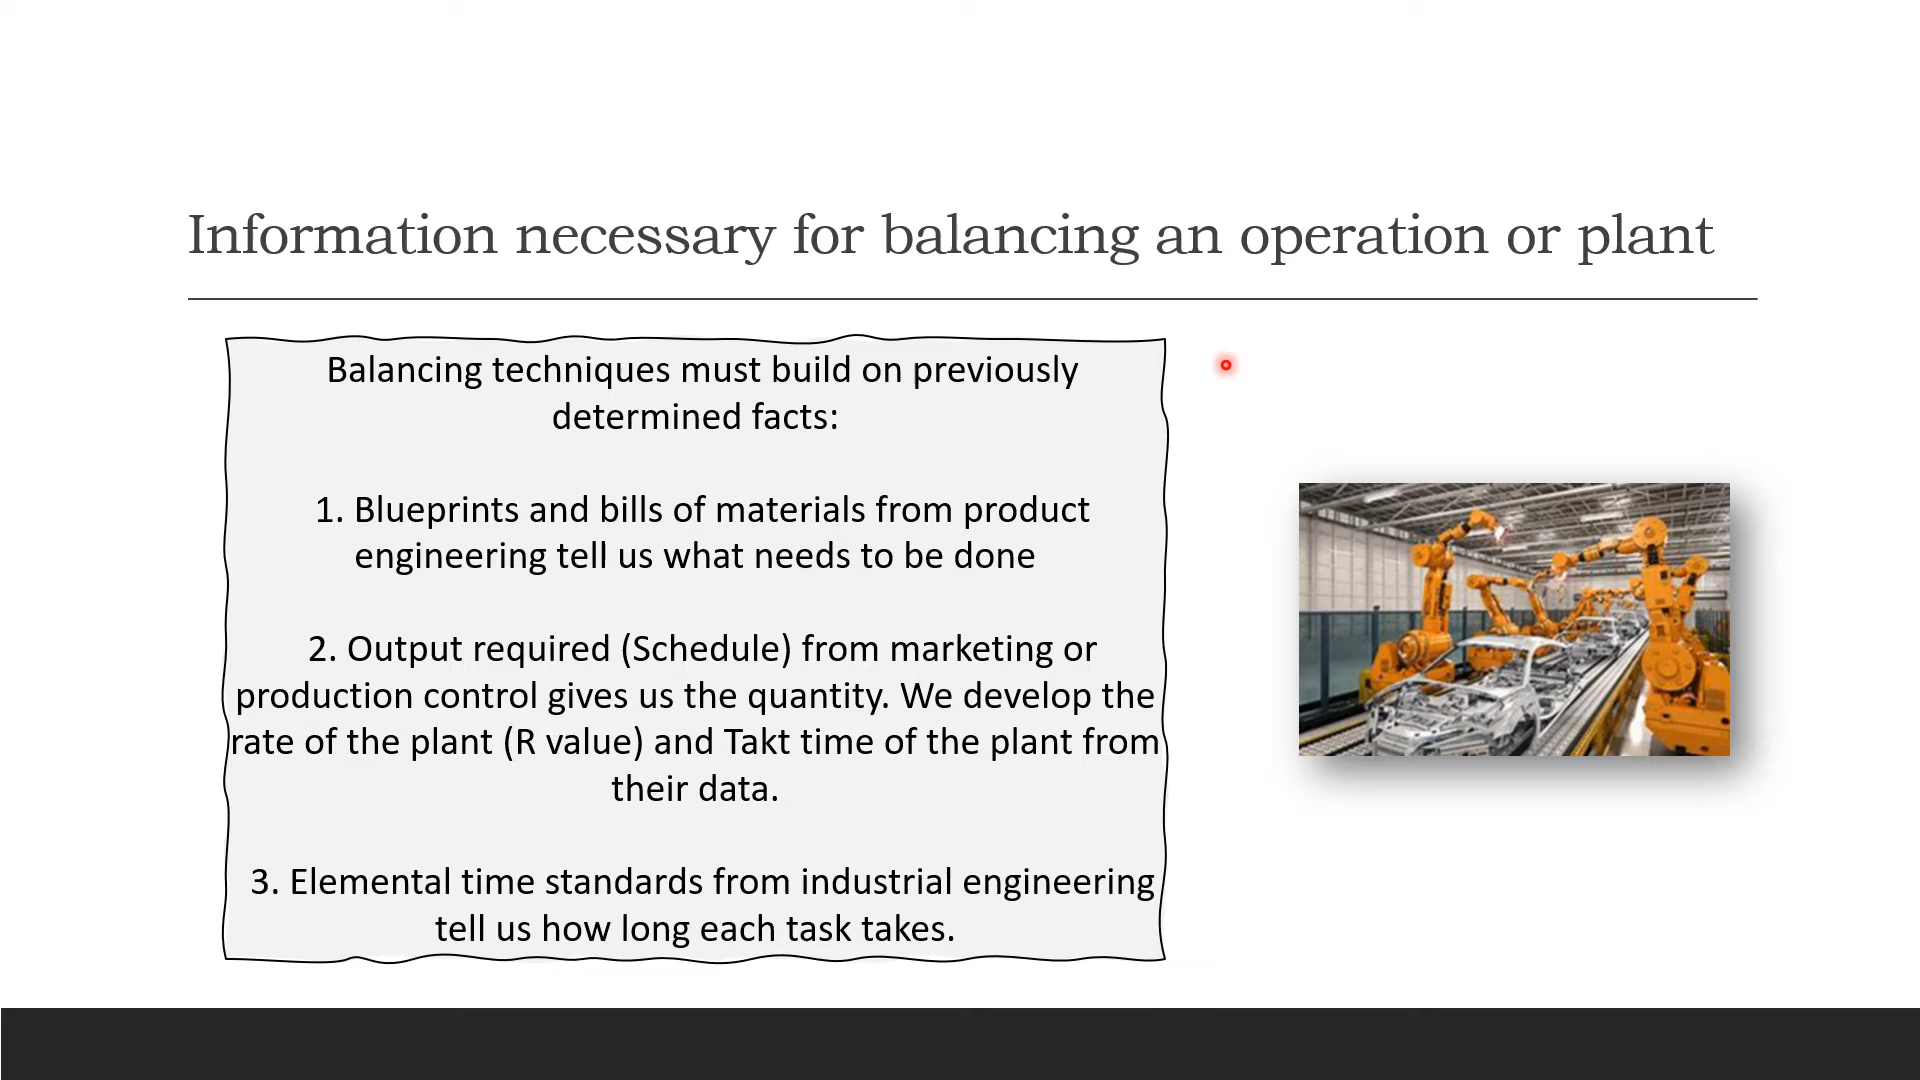 Information necessary for balancing an operation or plant
Balancing techniques must build on previously
determined facts:
1. Blueprints and bills of materials from product
engineering tell us what needs to be done
2. Output required (Schedule) from marketing or
production control gives us the quantity. We develop the
rate of the plant (R value) and Takt time of the plant from
their data.
3. Elemental time standards from industrial engineering
tell us how long each task takes.